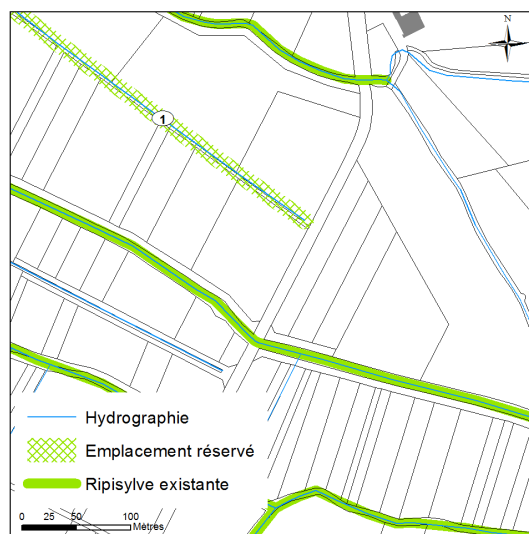 N
1
Hydrographie
Emplacement réservé
Ripisylve existante
0 25 50 100
Mètres